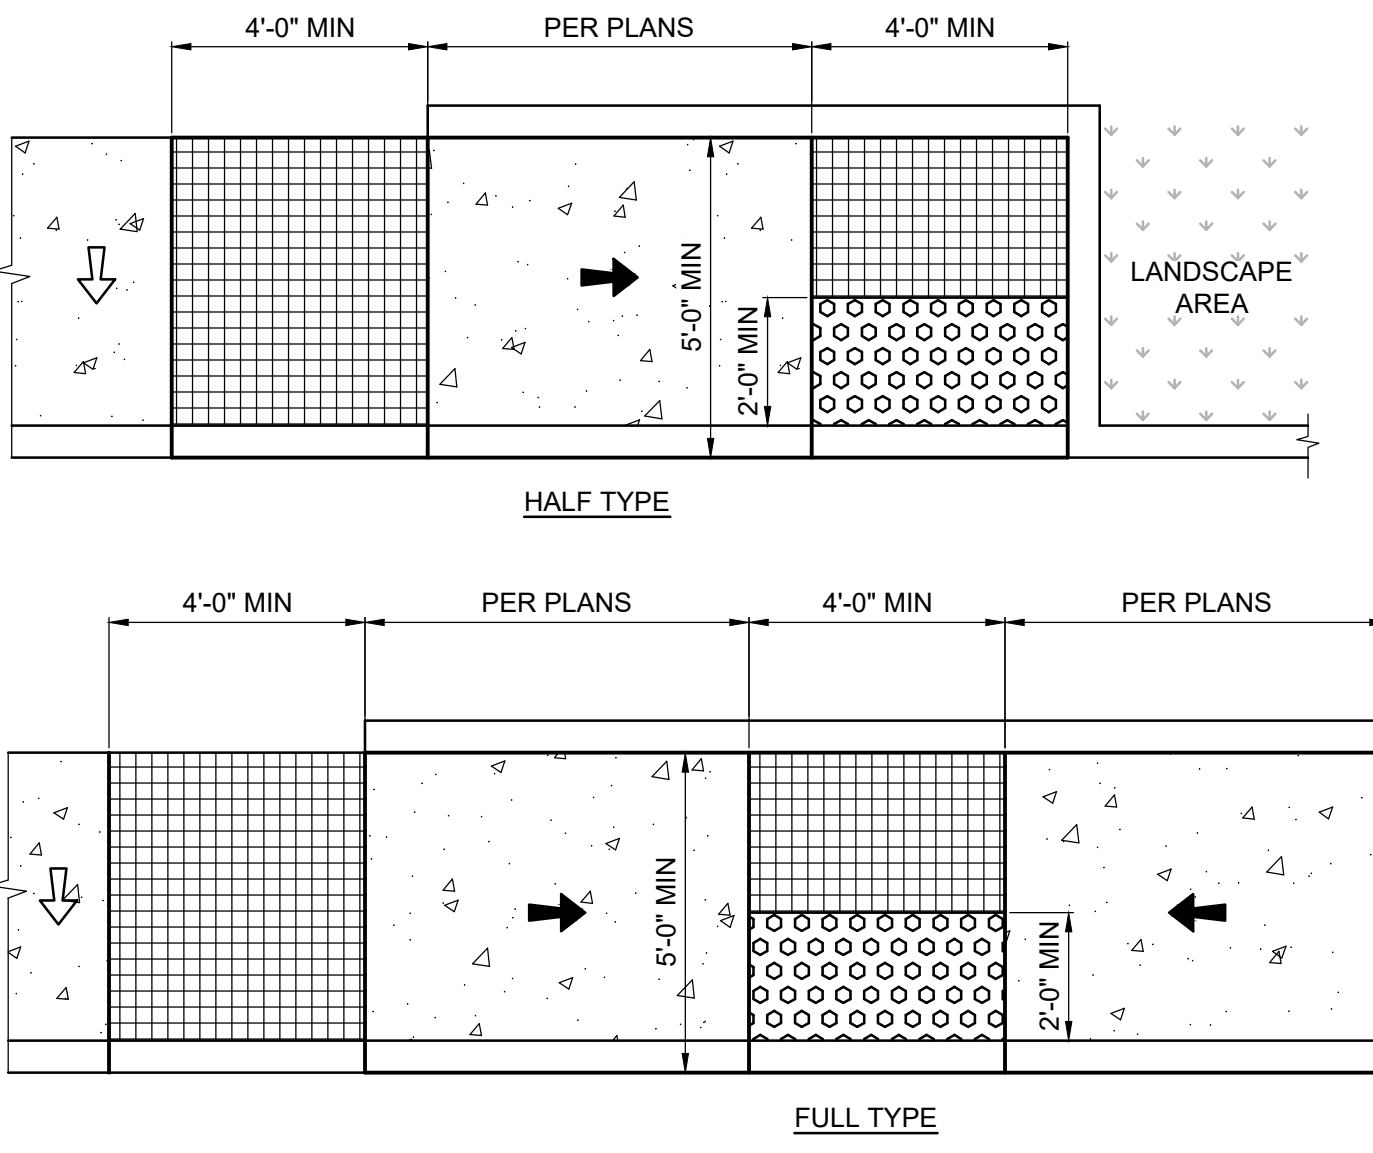 4'-0" MIN PER PLANS 4'-0" MIN
5'-0" MIN
2'-0" MIN
LANDSCAPE
AREA
HALF TYPE
4'-0" MIN PER PLANS 4'-0" MIN PER PLANS
5'-0" MIN
2'-0" MIN
FULL TYPE